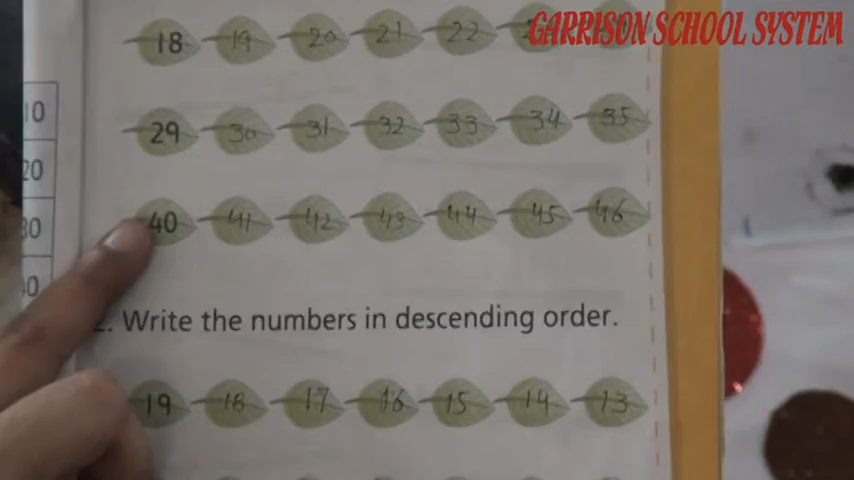 GARRISON SCHOOL SYSTEM
18 19 20 21 22
10
29 30 31 32 33 34 35
20
40 41 42 43 44 45 46
30
2. Write the numbers in descending order.
19 18 17 16 15 14 13